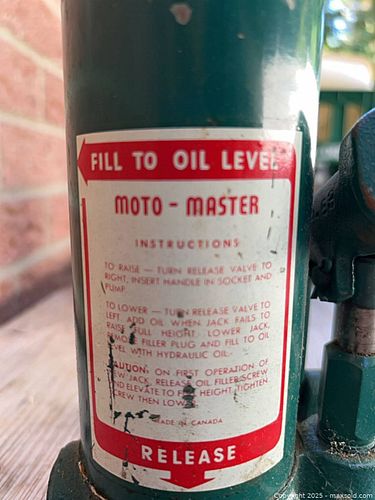 FILL TO OIL LEVEL
MOTO-MASTER
INSTRUCTIONS
TO RAISE — TURN RELEASE VALVE TO
RIGHT, INSERT HANDLE IN SOCKET AND
PUMP.
TO LOWER — TURN RELEASE VALVE TO
LEFT. ADD OIL WHEN JACK FAILS TO
RAISE FULL HEIGHT. LOWER JACK,
FILLER PLUG AND FILL TO OIL
WITH HYDRAULIC OIL.
CAUTION: ON FIRST OPERATION OF
JACK, RELEASE OIL FILLER SCREW
AND ELEVATE TO HEIGHT, TIGHTEN
SCREW THEN
MADE IN CANADA
RELEASE
Copyright 2025 - maxsold.com